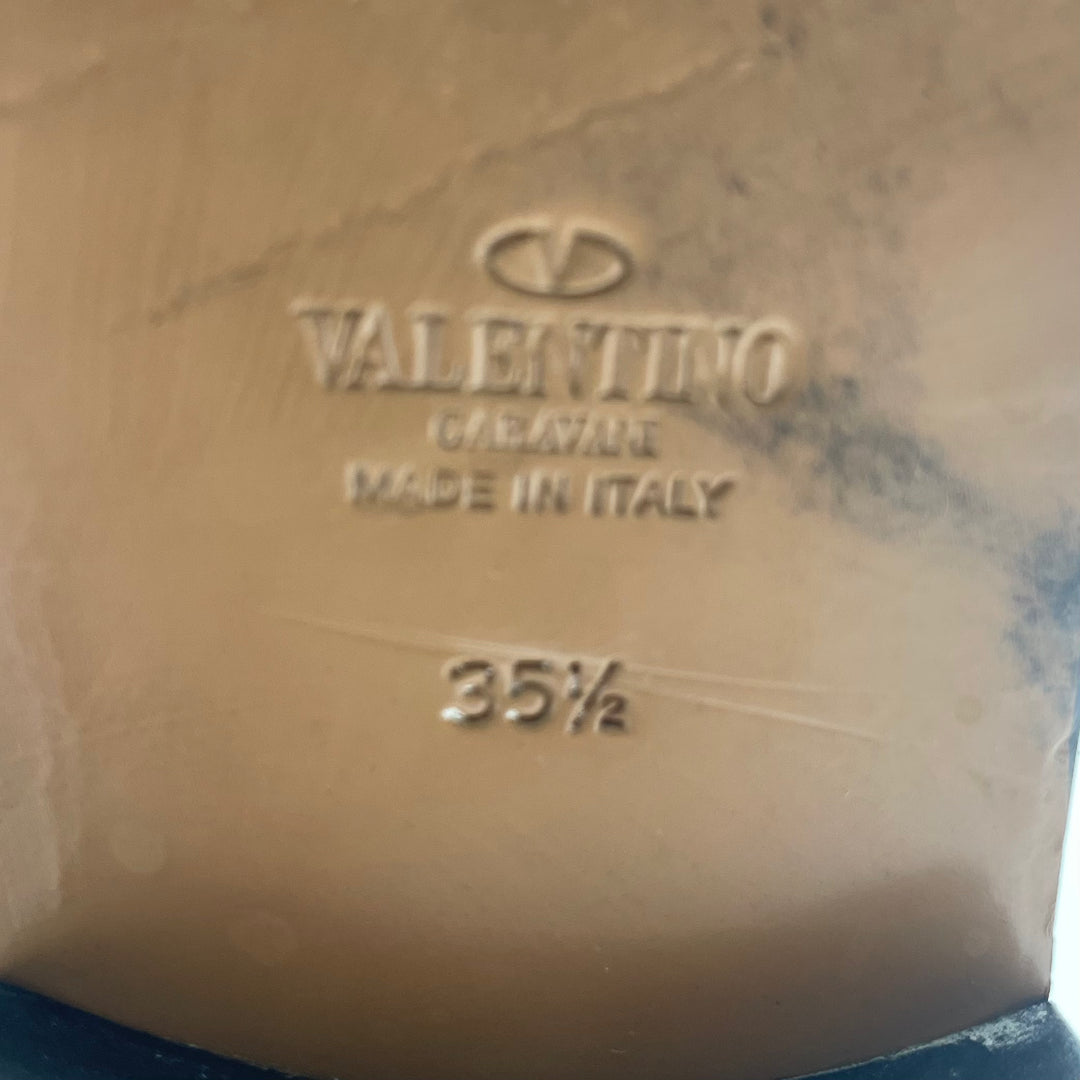 V
VALENTINO
GARAVANI
MADE IN ITALY
35½